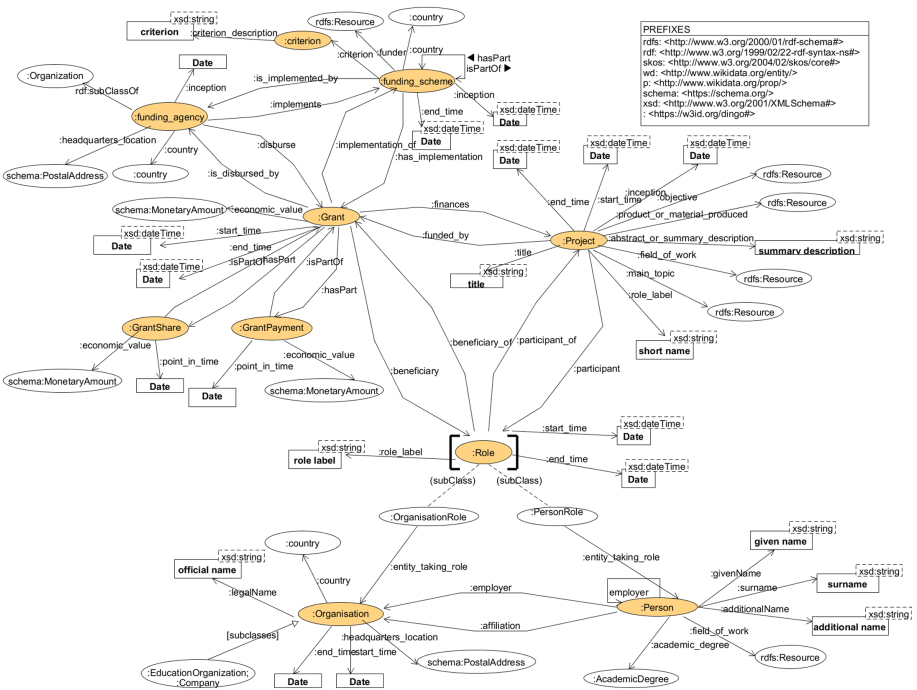 xsd:string
criterion
:criterion_description
:criterion
rdfs:Resource
:country
:criterion
:funder
:country
◀ hasPart
isPartOf ▶
:funding_scheme
:Organization
rdf:subClassOf
Date
:inception
:is_implemented_by
:implements
:funding_agency
:inception
:end_time
xsd:dateTime
Date
xsd:dateTime
Date
:headquarters_location
schema:PostalAddress
:country
:disburse
:is_disbursed_by
:implementation_of
:has_implementation
PREFIXES
rdfs: <http://www.w3.org/2000/01/rdf-schema#>
rdf: <http://www.w3.org/1999/02/22-rdf-syntax-ns#>
skos: <http://www.w3.org/2004/02/skos/core#>
wd: <http://www.wikidata.org/entity/>
p: <http://www.wikidata.org/prop/>
schema: <https://schema.org/>
xsd: <http://www.w3.org/2001/XMLSchema#>
: <https://w3id.org/dingo#>
xsd:dateTime
Date
xsd:dateTime
Date
xsd:dateTime
Date
schema:MonetaryAmount
:economic_value
:Grant
:finances
:funded_by
:end_time
:start_time
:inception
:objective
rdfs:Resource
:product_or_material_produced
rdfs:Resource
:Project
:abstract_or_summary_description
xsd:string
summary description
:title
xsd:string
title
:field_of_work
rdfs:Resource
:main_topic
rdfs:Resource
:role_label
xsd:string
short name
xsd:dateTime
Date
:start_time
xsd:dateTime
Date
:end_time
:isPartOf
:hasPart
:isPartOf
:hasPart
:GrantShare
:GrantPayment
:economic_value
:point_in_time
:point_in_time
:economic_value
schema:MonetaryAmount
Date
Date
schema:MonetaryAmount
:beneficiary
:beneficiary_of
:participant_of
:participant
xsd:string
role label
:role_label
:Role
:start_time
xsd:dateTime
Date
:end_time
xsd:dateTime
Date
(subClass)
(subClass)
:OrganisationRole
:PersonRole
:country
xsd:string
official name
:legalName
:country
:entity_taking_role
:entity_taking_role
:Organisation
:employer
:affiliation
employer
:Person
xsd:string
given name
:givenName
xsd:string
surname
:surname
xsd:string
additional name
:additionalName
:field_of_work
rdfs:Resource
:academic_degree
:AcademicDegree
[subclasses]
:EducationOrganization;
:Company
:end_time
start_time
Date
Date
:headquarters_location
schema:PostalAddress